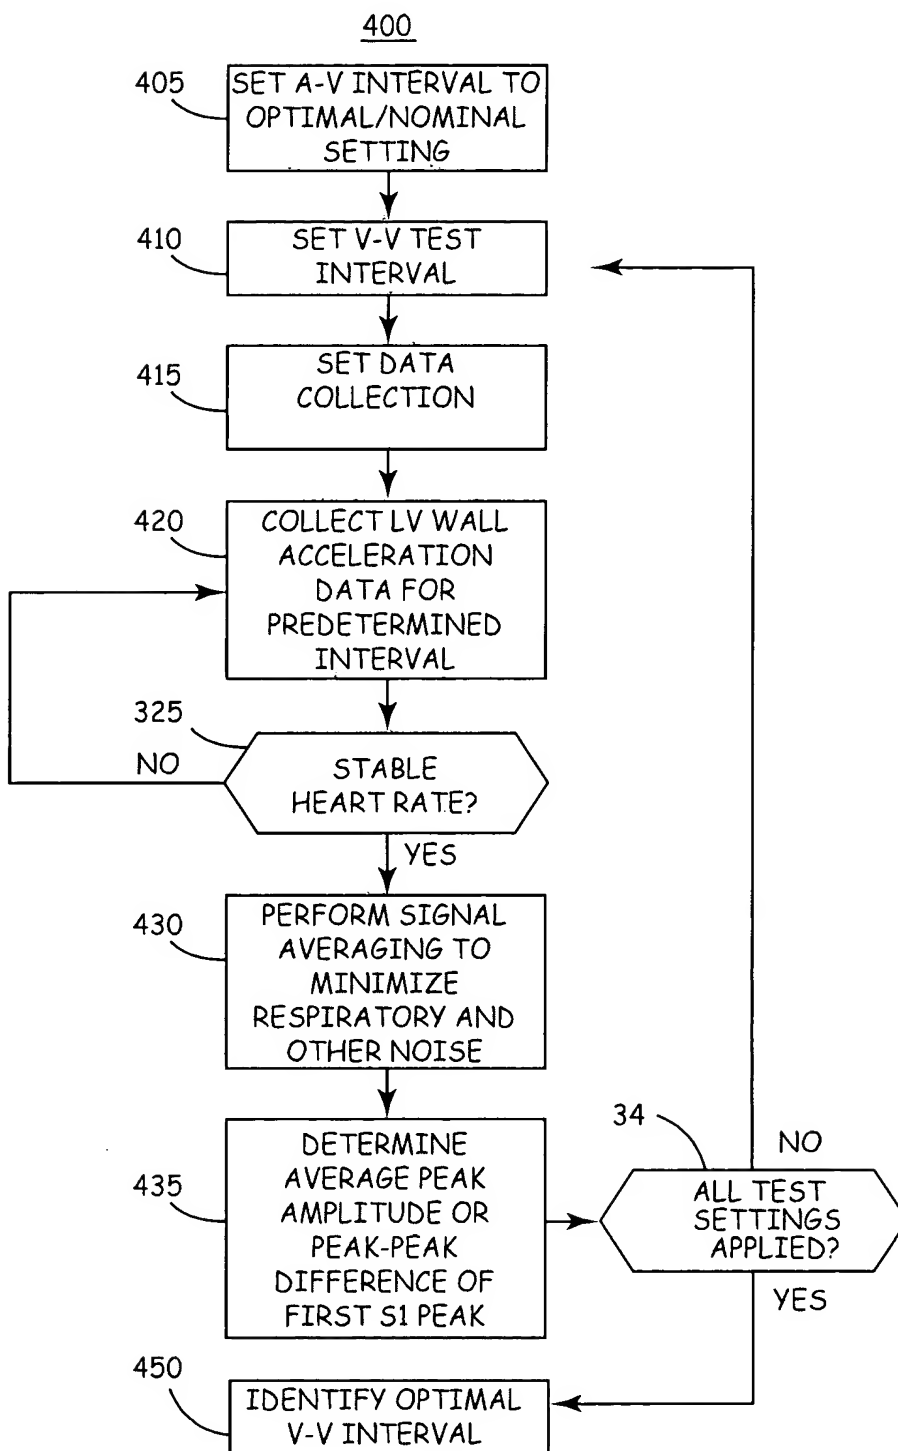 400
405
SET A-V INTERVAL TO
OPTIMAL/NOMINAL
SETTING
410
SET V-V TEST
INTERVAL
415
SET DATA
COLLECTION
420
COLLECT LV WALL
ACCELERATION
DATA FOR
PREDETERMINED
INTERVAL
325
NO
STABLE
HEART RATE?
YES
430
PERFORM SIGNAL
AVERAGING TO
MINIMIZE
RESPIRATORY AND
OTHER NOISE
435
DETERMINE
AVERAGE PEAK
AMPLITUDE OR
PEAK-PEAK
DIFFERENCE OF
FIRST S1 PEAK
34
NO
ALL TEST
SETTINGS
APPLIED?
YES
450
IDENTIFY OPTIMAL
V-V INTERVAL